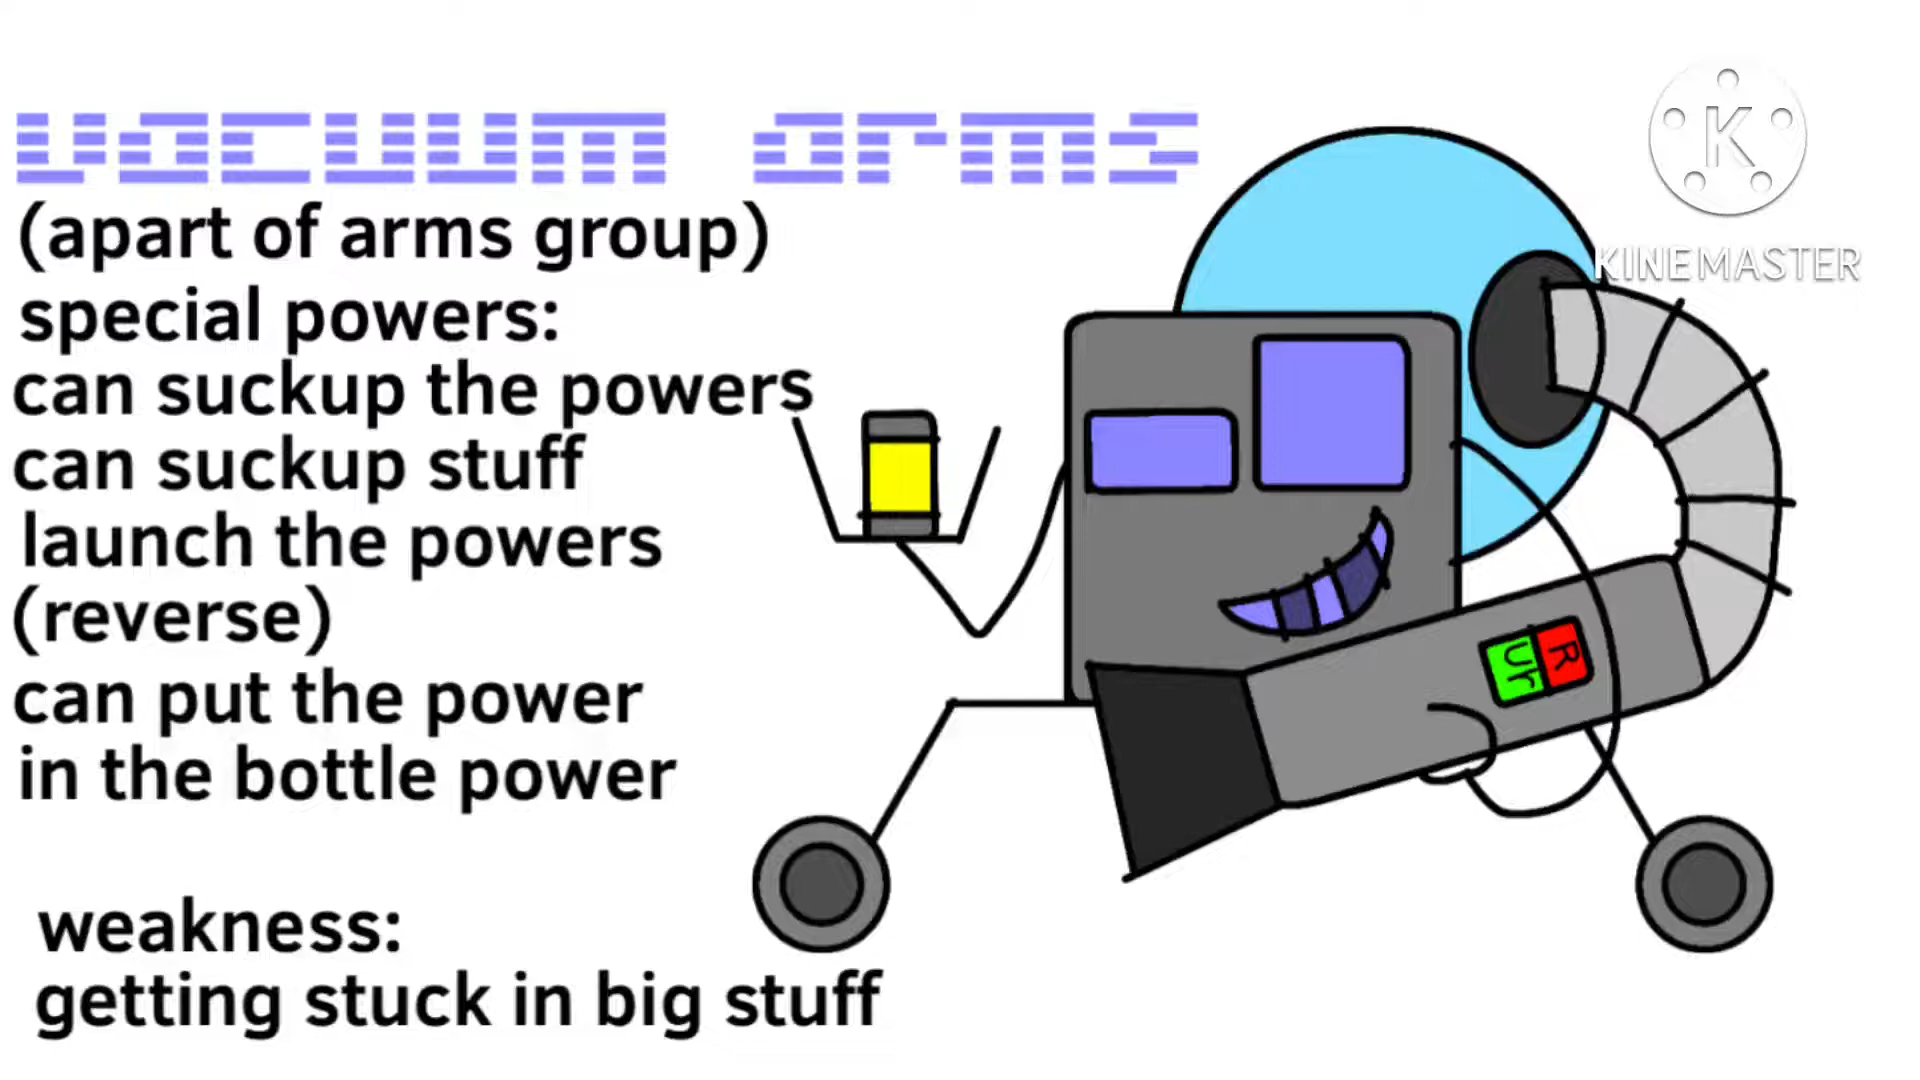 vacuum arms
(apart of arms group)
special powers:
can suckup the powers
can suckup stuff
launch the powers
(reverse)
can put the power
in the bottle power
weakness:
getting stuck in big stuff
K
KINEMASTER
Ur R